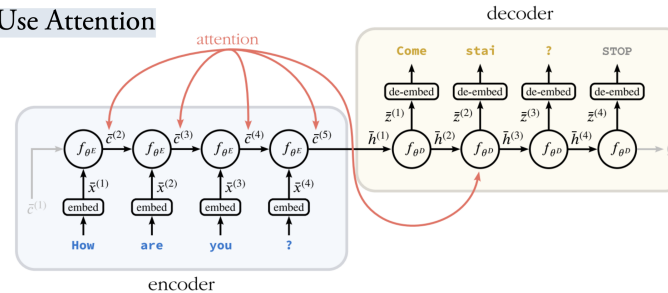 Use Attention
decoder
attention
Come stai ? STOP
de-embed de-embed de-embed de-embed
z̄⁽¹⁾ z̄⁽²⁾ z̄⁽³⁾ z̄⁽⁴⁾
c̄⁽²⁾ c̄⁽³⁾ c̄⁽⁴⁾ c̄⁽⁵⁾ h̄⁽¹⁾ h̄⁽²⁾ h̄⁽³⁾ h̄⁽⁴⁾
f_θᴱ f_θᴱ f_θᴱ f_θᴱ f_θᴰ f_θᴰ f_θᴰ f_θᴰ
x̄⁽¹⁾ x̄⁽²⁾ x̄⁽³⁾ x̄⁽⁴⁾
c̄⁽¹⁾
embed embed embed embed
How are you ?
encoder